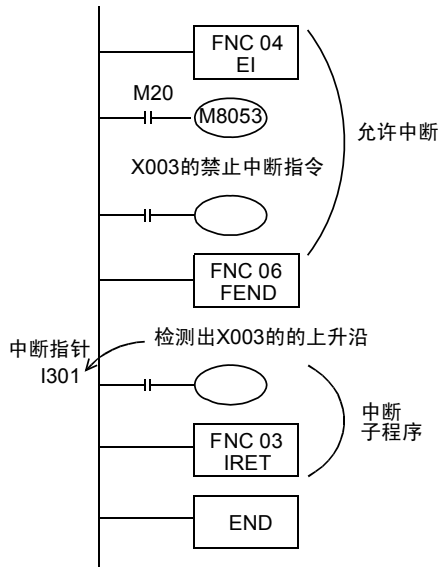 FNC 04
EI
M20
M8053
允许中断
X003的禁止中断指令
FNC 06
FEND
检测出X003的的上升沿
中断指针
I301
中断
子程序
FNC 03
IRET
END